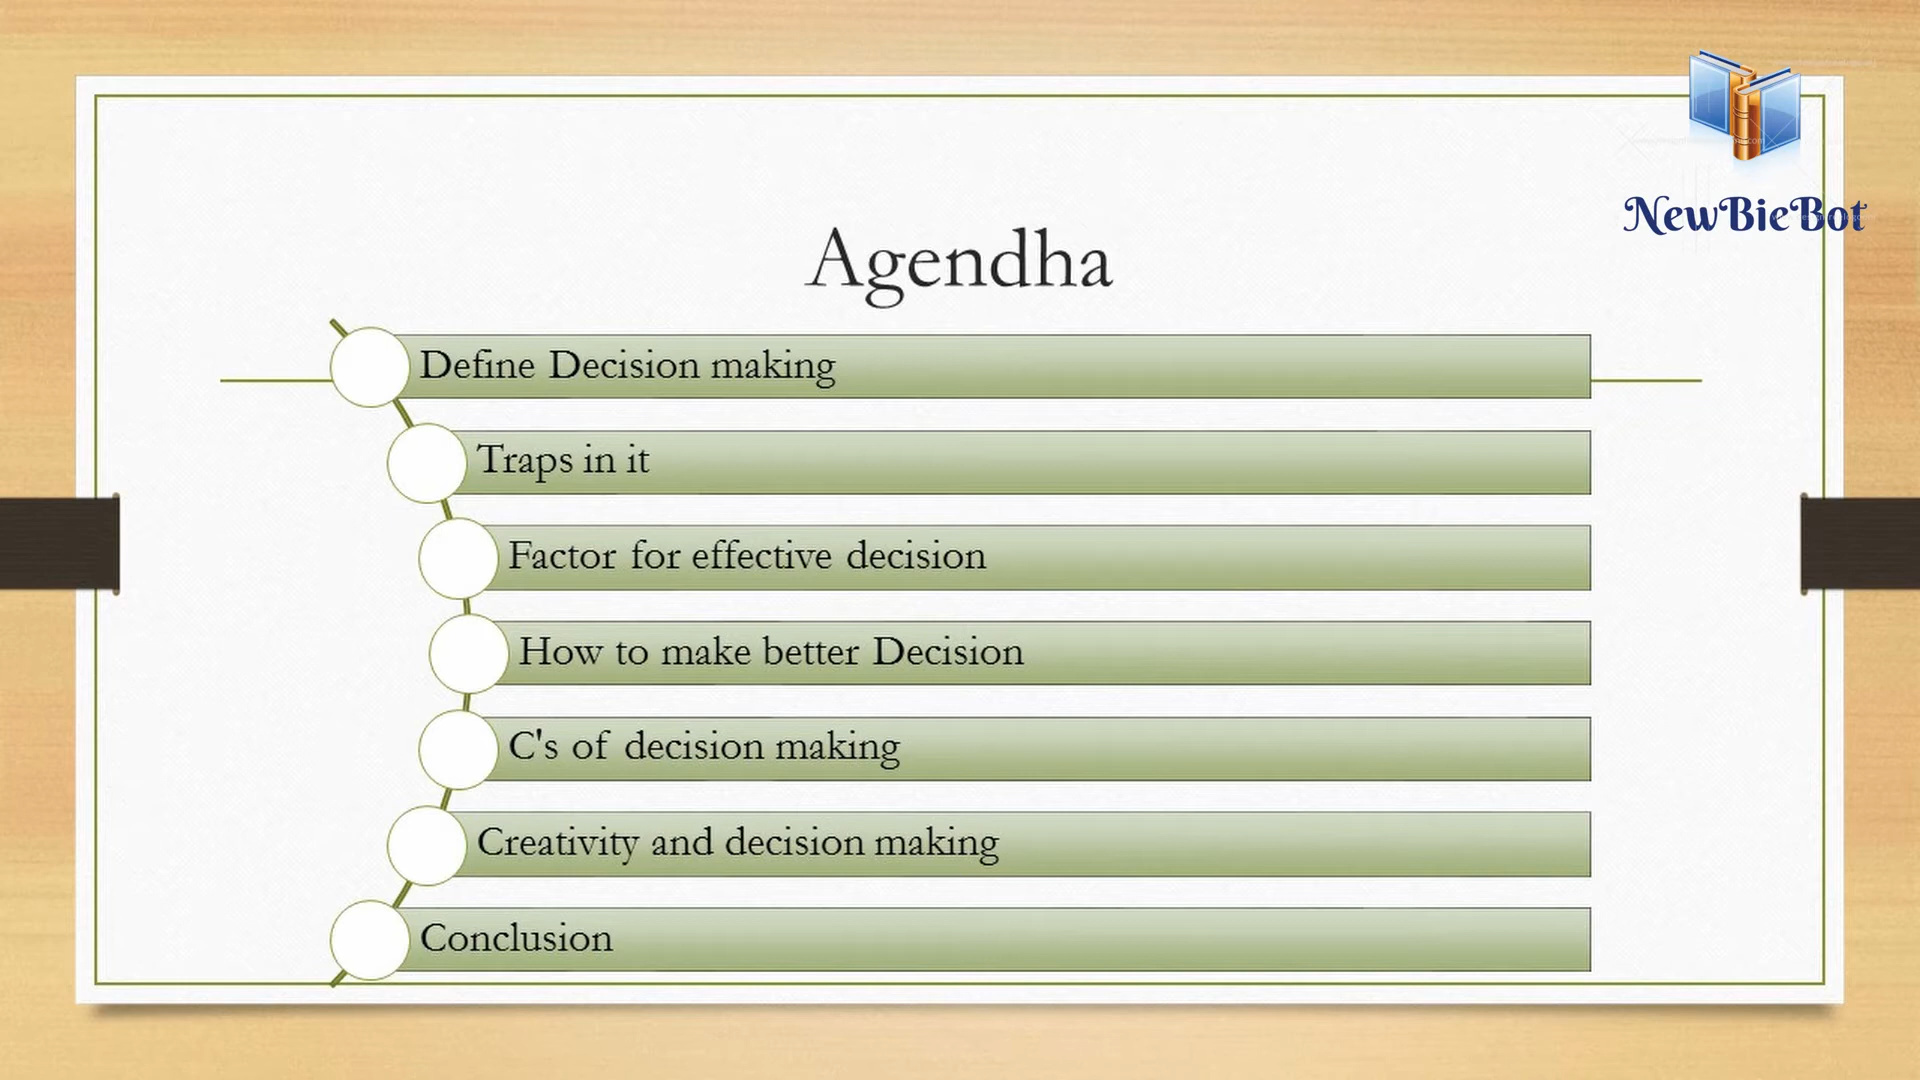 NewBieBot
Agendha
Define Decision making
Traps in it
Factor for effective decision
How to make better Decision
C's of decision making
Creativity and decision making
Conclusion